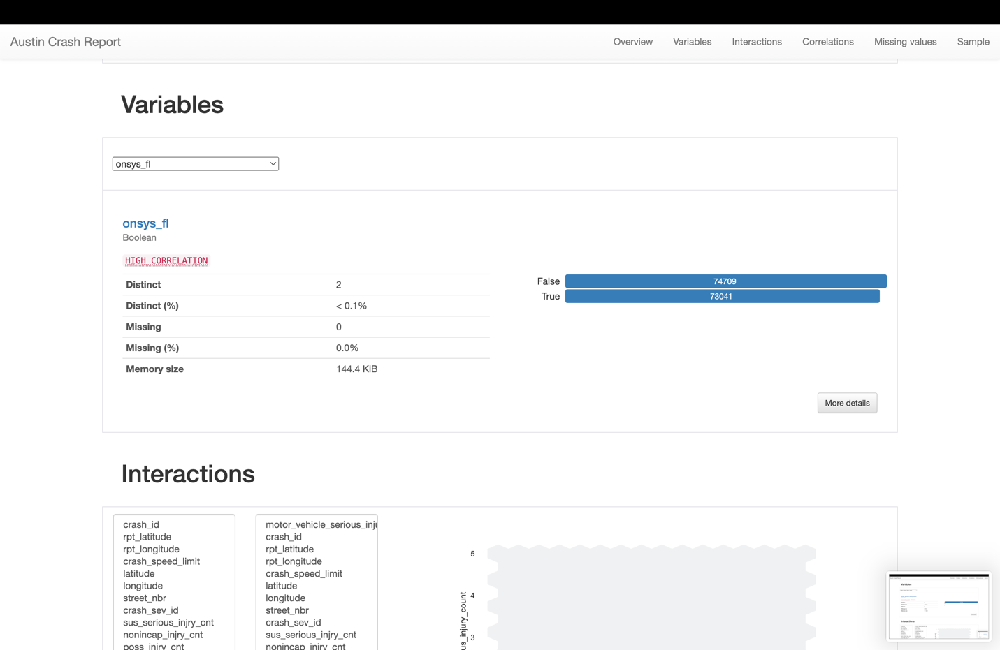 Austin Crash Report
Overview
Variables
Interactions
Correlations
Missing values
Sample
Variables
onsys_fl
onsys_fl
Boolean
HIGH CORRELATION
Distinct 2
Distinct (%) < 0.1%
Missing 0
Missing (%) 0.0%
Memory size 144.4 KiB
False 74709
True 73041
More details
Interactions
crash_id
rpt_latitude
rpt_longitude
crash_speed_limit
latitude
longitude
street_nbr
crash_sev_id
sus_serious_injry_cnt
nonincap_injry_cnt
poss_injry_cnt
motor_vehicle_serious_inju
crash_id
rpt_latitude
rpt_longitude
crash_speed_limit
latitude
longitude
street_nbr
crash_sev_id
sus_serious_injry_cnt
nonincap_injry_cnt
5
4
3
us_injury_count
Variables
Interactions